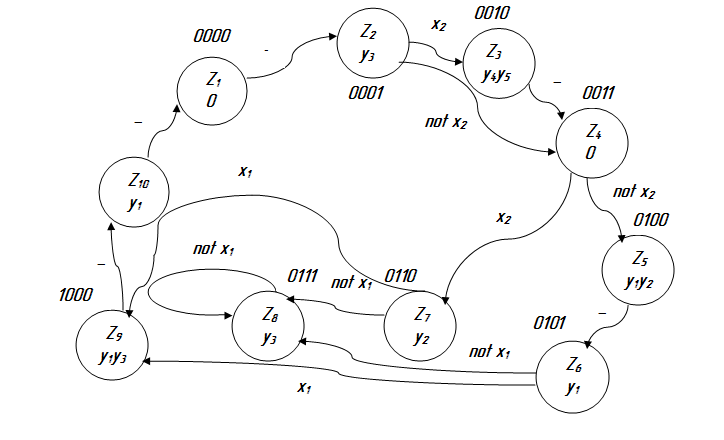 0000
-
Z1
0
Z2
y3
0001
x2
0010
Z3
y4y5
–
0011
not x2
Z4
0
–
Z10
y1
x1
x2
not x2
0100
Z5
y1y2
not x1
0111
not x1
0110
–
1000
Z9
y1y3
Z8
y3
Z7
y2
–
0101
not x1
Z6
y1
x1